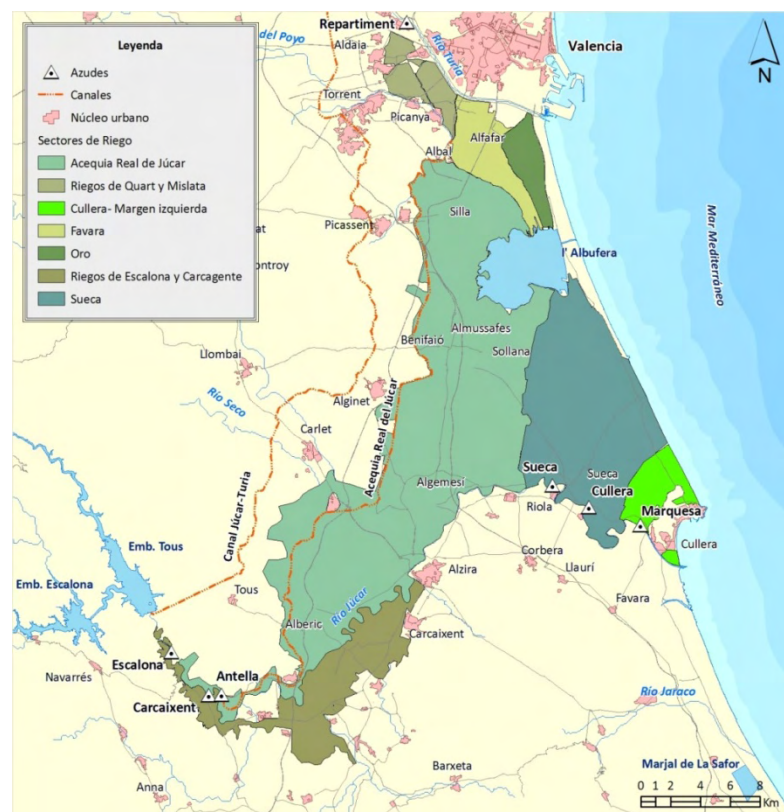 Leyenda
Azudes
Canales
Núcleo urbano
Sectores de Riego
Acequia Real de Júcar
Riegos de Quart y Mislata
Cullera- Margen izquierda
Favara
Oro
Riegos de Escalona y Carcagente
Sueca
Repartiment
del Poyo
Aldaia
Río Turia
Valencia
N
Torrent
Picanya
Alfafar
Albal
Silla
Picassent
l' Albufera
Mar Mediterráneo
Benifaió
Almussafes
Sollana
Llombai
Río Seco
Alginet
Carlet
Acequia Real del Júcar
Canal Júcar-Turia
Algemesí
Sueca
Sueca
Cullera
Riola
Marquesa
Cullera
Corbera
Llaurí
Favara
Emb. Tous
Emb. Escalona
Tous
Alzira
Río Júcar
Alberic
Carcaixent
Escalona
Antella
Navarrés
Carcaixent
Río Jaraco
Marjal de La Safor
Anna
Barxeta
0 1 2 4 6 8
Km